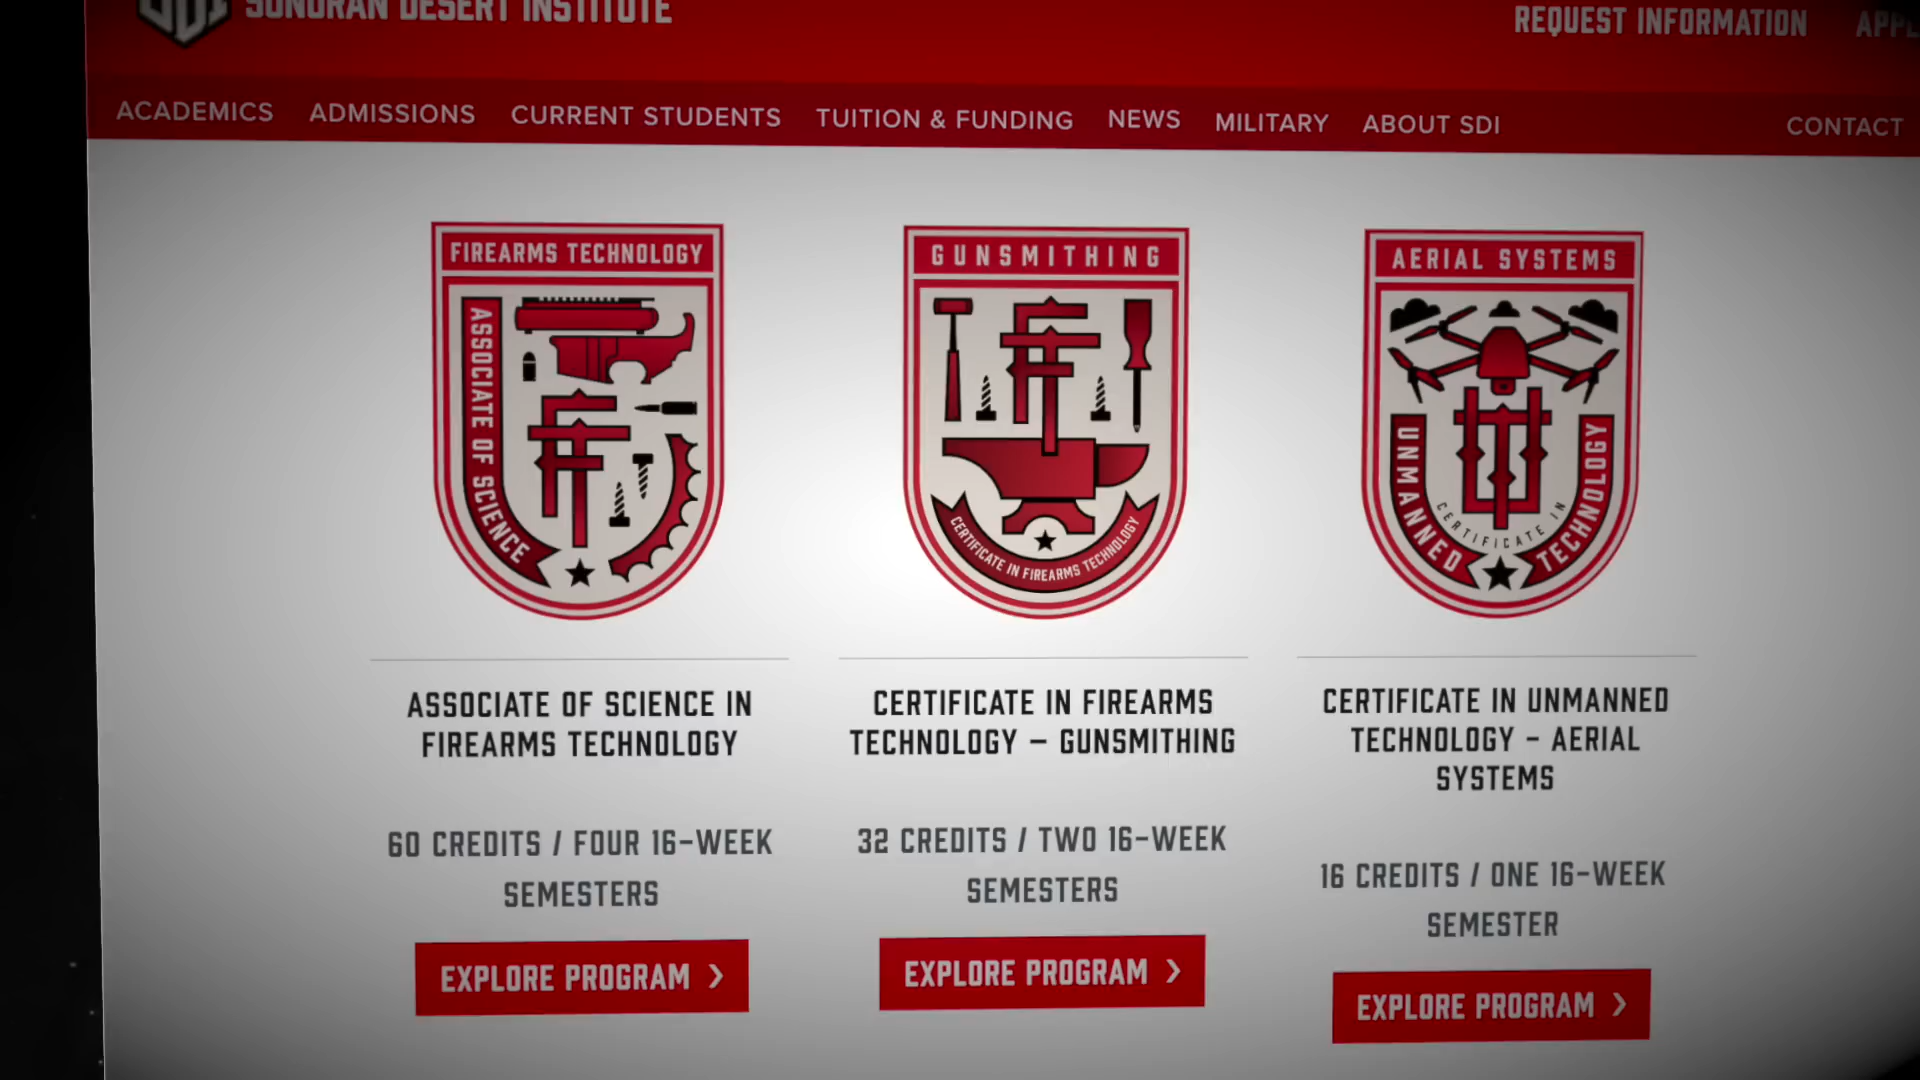 SONORAN DESERT INSTITUTE
REQUEST INFORMATION
ACADEMICS ADMISSIONS CURRENT STUDENTS TUITION & FUNDING NEWS MILITARY ABOUT SDI CONTACT
FIREARMS TECHNOLOGY
ASSOCIATE OF SCIENCE
GUNSMITHING
CERTIFICATE IN FIREARMS TECHNOLOGY
AERIAL SYSTEMS
CERTIFICATE IN
UNMANNED TECHNOLOGY
ASSOCIATE OF SCIENCE IN
FIREARMS TECHNOLOGY
60 CREDITS / FOUR 16-WEEK
SEMESTERS
EXPLORE PROGRAM
CERTIFICATE IN FIREARMS
TECHNOLOGY – GUNSMITHING
32 CREDITS / TWO 16-WEEK
SEMESTERS
EXPLORE PROGRAM
CERTIFICATE IN UNMANNED
TECHNOLOGY – AERIAL
SYSTEMS
16 CREDITS / ONE 16-WEEK
SEMESTER
EXPLORE PROGRAM